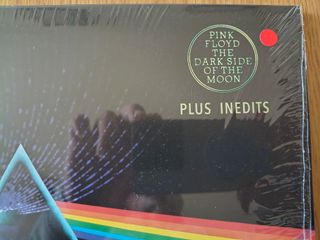 PINK
FLOYD
THE
DARK SIDE
OF THE
MOON
PLUS INEDITS